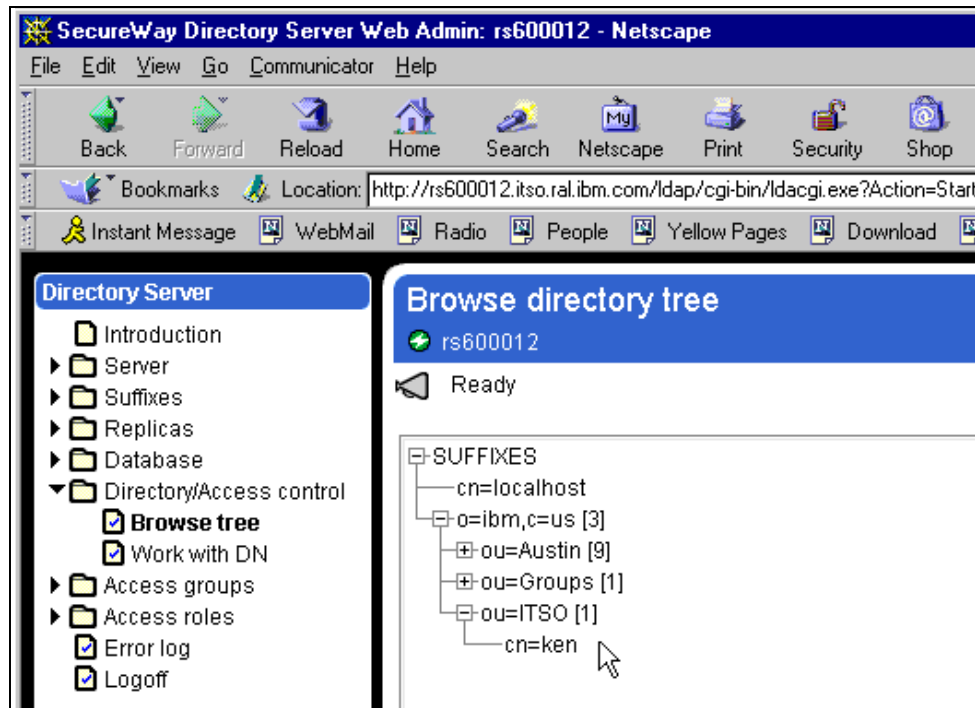 SecureWay Directory Server Web Admin: rs600012 - Netscape
File Edit View Go Communicator Help
Back Forward Reload Home Search Netscape Print Security Shop
My
Bookmarks Location: http://rs600012.itso.ral.ibm.com/ldap/cgi-bin/ldacgi.exe?Action=Start
Instant Message WebMail Radio People Yellow Pages Download
Directory Server
Introduction
Server
Suffixes
Replicas
Database
Directory/Access control
Browse tree
Work with DN
Access groups
Access roles
Error log
Logoff
Browse directory tree
rs600012
Ready
SUFFIXES
cn=localhost
o=ibm,c=us [3]
ou=Austin [9]
ou=Groups [1]
ou=ITSO [1]
cn=ken